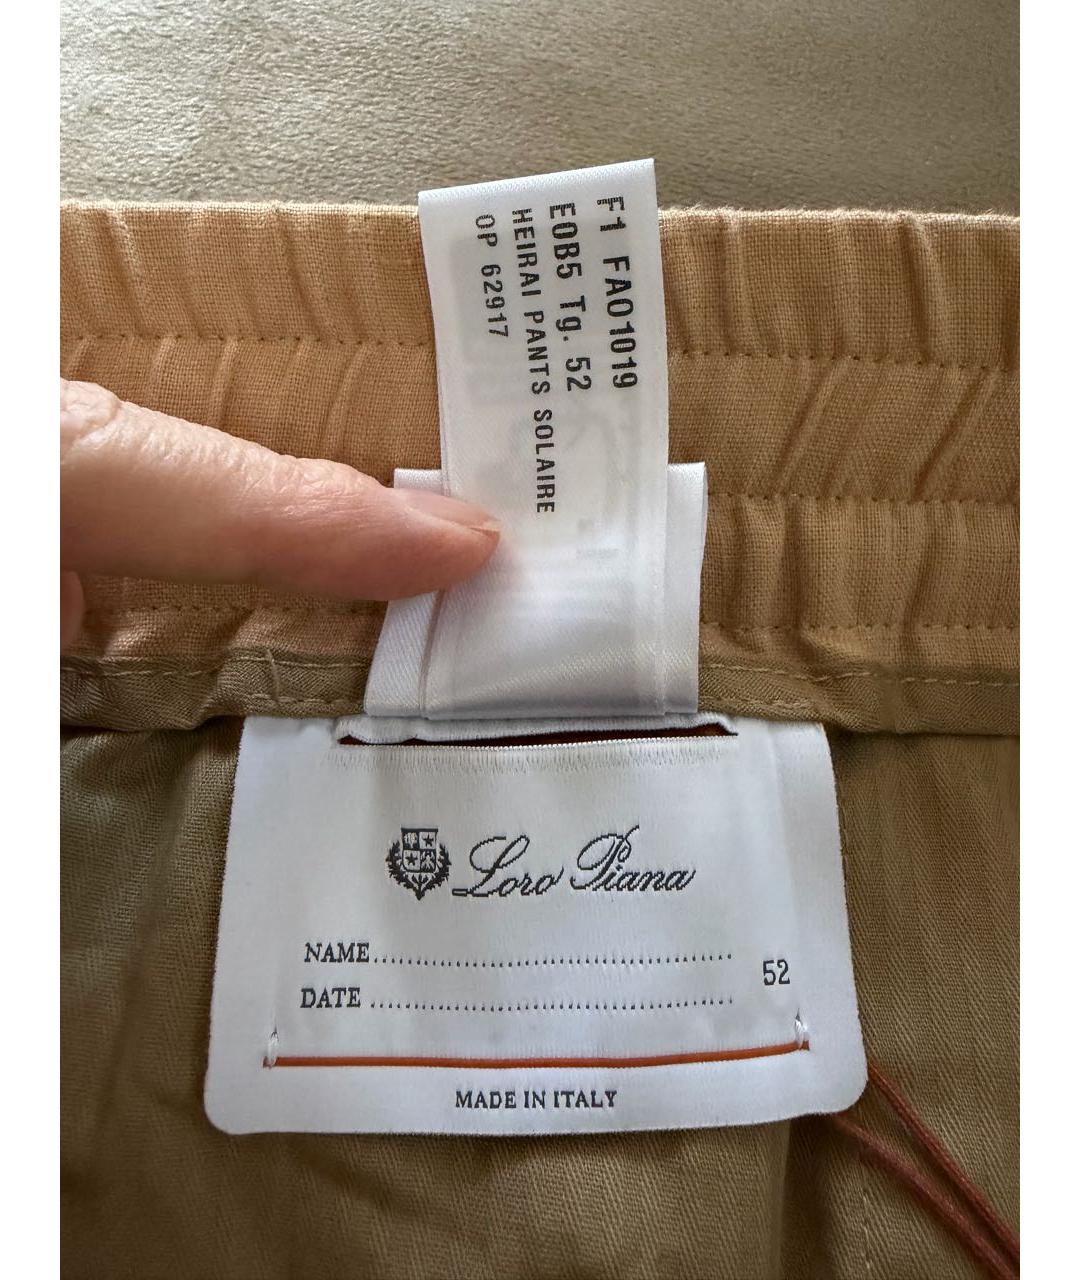 F1 FAO1019
EOB5 Tg. 52
HEIRAI PANTS SOLAIRE
OP 62917
Loro Piana
NAME
DATE
52
MADE IN ITALY